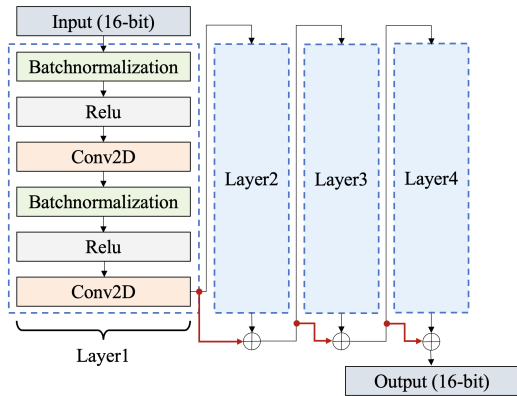 Input (16-bit)
Batchnormalization
Relu
Conv2D
Batchnormalization
Relu
Conv2D
Layer1
Layer2
Layer3
Layer4
Output (16-bit)